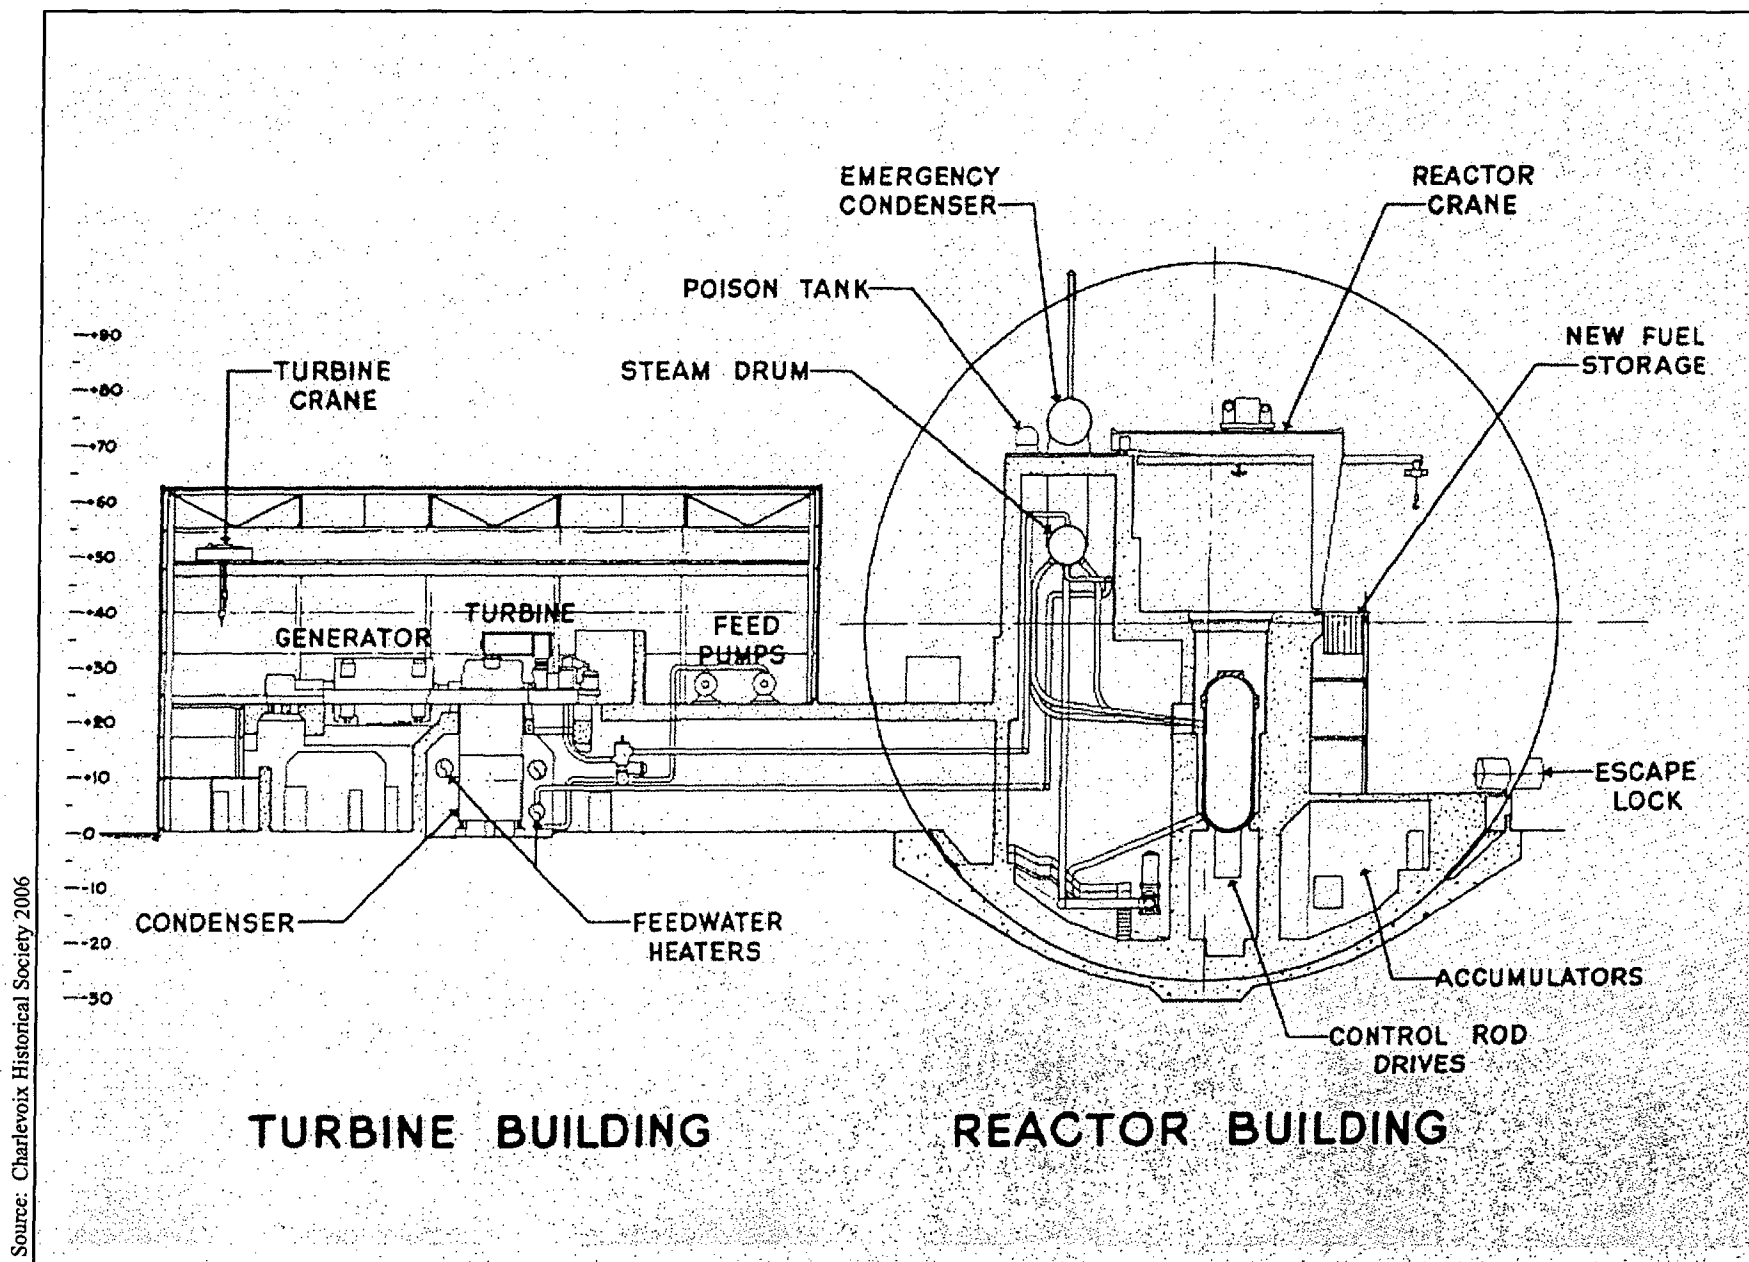 EMERGENCY
CONDENSER
REACTOR
CRANE
POISON TANK
NEW FUEL
STORAGE
STEAM DRUM
TURBINE
CRANE
+90
+80
+70
+60
+50
+40
+30
+20
+10
0
-10
-20
-30
GENERATOR
TURBINE
FEED
PUMPS
ESCAPE
LOCK
CONDENSER
FEEDWATER
HEATERS
ACCUMULATORS
CONTROL ROD
DRIVES
TURBINE BUILDING
REACTOR BUILDING
Source: Charlevoix Historical Society 2006